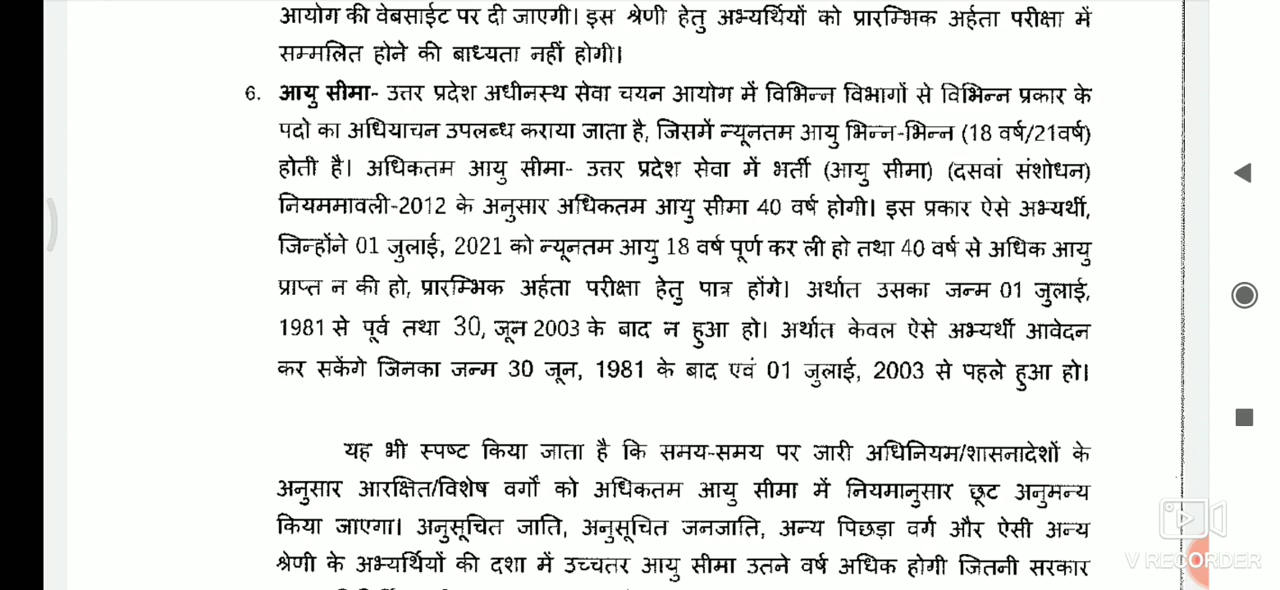 आयोग की वेबसाईट पर दी जाएगी। इस श्रेणी हेतु अभ्यर्थियों को प्रारम्भिक अर्हता परीक्षा में
सम्मलित होने की बाध्यता नहीं होगी।
6. आयु सीमा- उत्तर प्रदेश अधीनस्थ सेवा चयन आयोग में विभिन्न विभागों से विभिन्न प्रकार के
पदो का अधियाचन उपलब्ध कराया जाता है, जिसमें न्यूनतम आयु भिन्न-भिन्न (18 वर्ष/21वर्ष)
होती है। अधिकतम आयु सीमा- उत्तर प्रदेश सेवा में भर्ती (आयु सीमा) (दसवां संशोधन)
नियममावली-2012 के अनुसार अधिकतम आयु सीमा 40 वर्ष होगी। इस प्रकार ऐसे अभ्यर्थी,
जिन्होंने 01 जुलाई, 2021 को न्यूनतम आयु 18 वर्ष पूर्ण कर ली हो तथा 40 वर्ष से अधिक आयु
प्राप्त न की हो, प्रारम्भिक अर्हता परीक्षा हेतु पात्र होंगे। अर्थात उसका जन्म 01 जुलाई,
1981 से पूर्व तथा 30, जून 2003 के बाद न हुआ हो। अर्थात केवल ऐसे अभ्यर्थी आवेदन
कर सकेंगे जिनका जन्म 30 जून, 1981 के बाद एवं 01 जुलाई, 2003 से पहले हुआ हो।
यह भी स्पष्ट किया जाता है कि समय-समय पर जारी अधिनियम/शासनादेशों के
अनुसार आरक्षित/विशेष वर्गों को अधिकतम आयु सीमा में नियमानुसार छूट अनुमन्य
किया जाएगा। अनुसूचित जाति, अनुसूचित जनजाति, अन्य पिछड़ा वर्ग और ऐसी अन्य
श्रेणी के अभ्यर्थियों की दशा में उच्चतर आयु सीमा उतने वर्ष अधिक होगी जितनी सरकार
V RECORDER